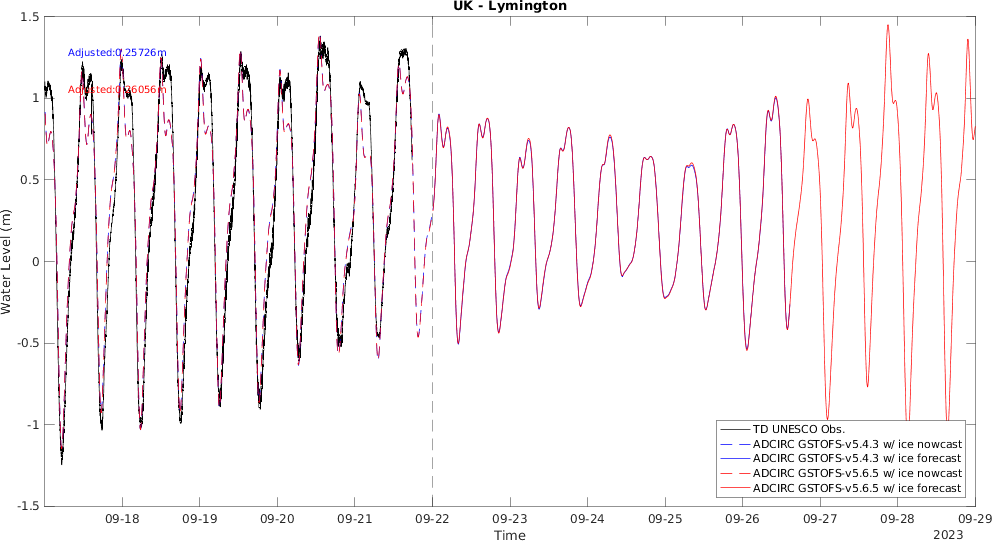 UK - Lymington
1.5
1
0.5
0
-0.5
-1
-1.5
Water Level (m)
Adjusted:0.25726m
Adjusted:0.26056m
TD UNESCO Obs.
ADCIRC GSTOFS-v5.4.3 w/ ice nowcast
ADCIRC GSTOFS-v5.4.3 w/ ice forecast
ADCIRC GSTOFS-v5.6.5 w/ ice nowcast
ADCIRC GSTOFS-v5.6.5 w/ ice forecast
09-18 09-19 09-20 09-21 09-22 09-23 09-24 09-25 09-26 09-27 09-28 09-29
Time
2023